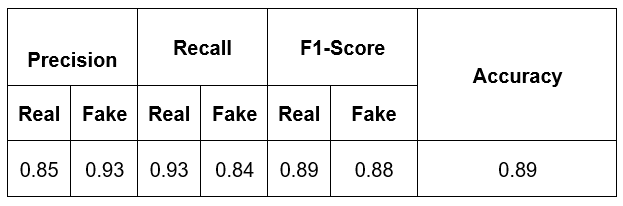 Precision Recall F1-Score Accuracy
Real Fake Real Fake Real Fake
0.85 0.93 0.93 0.84 0.89 0.88 0.89